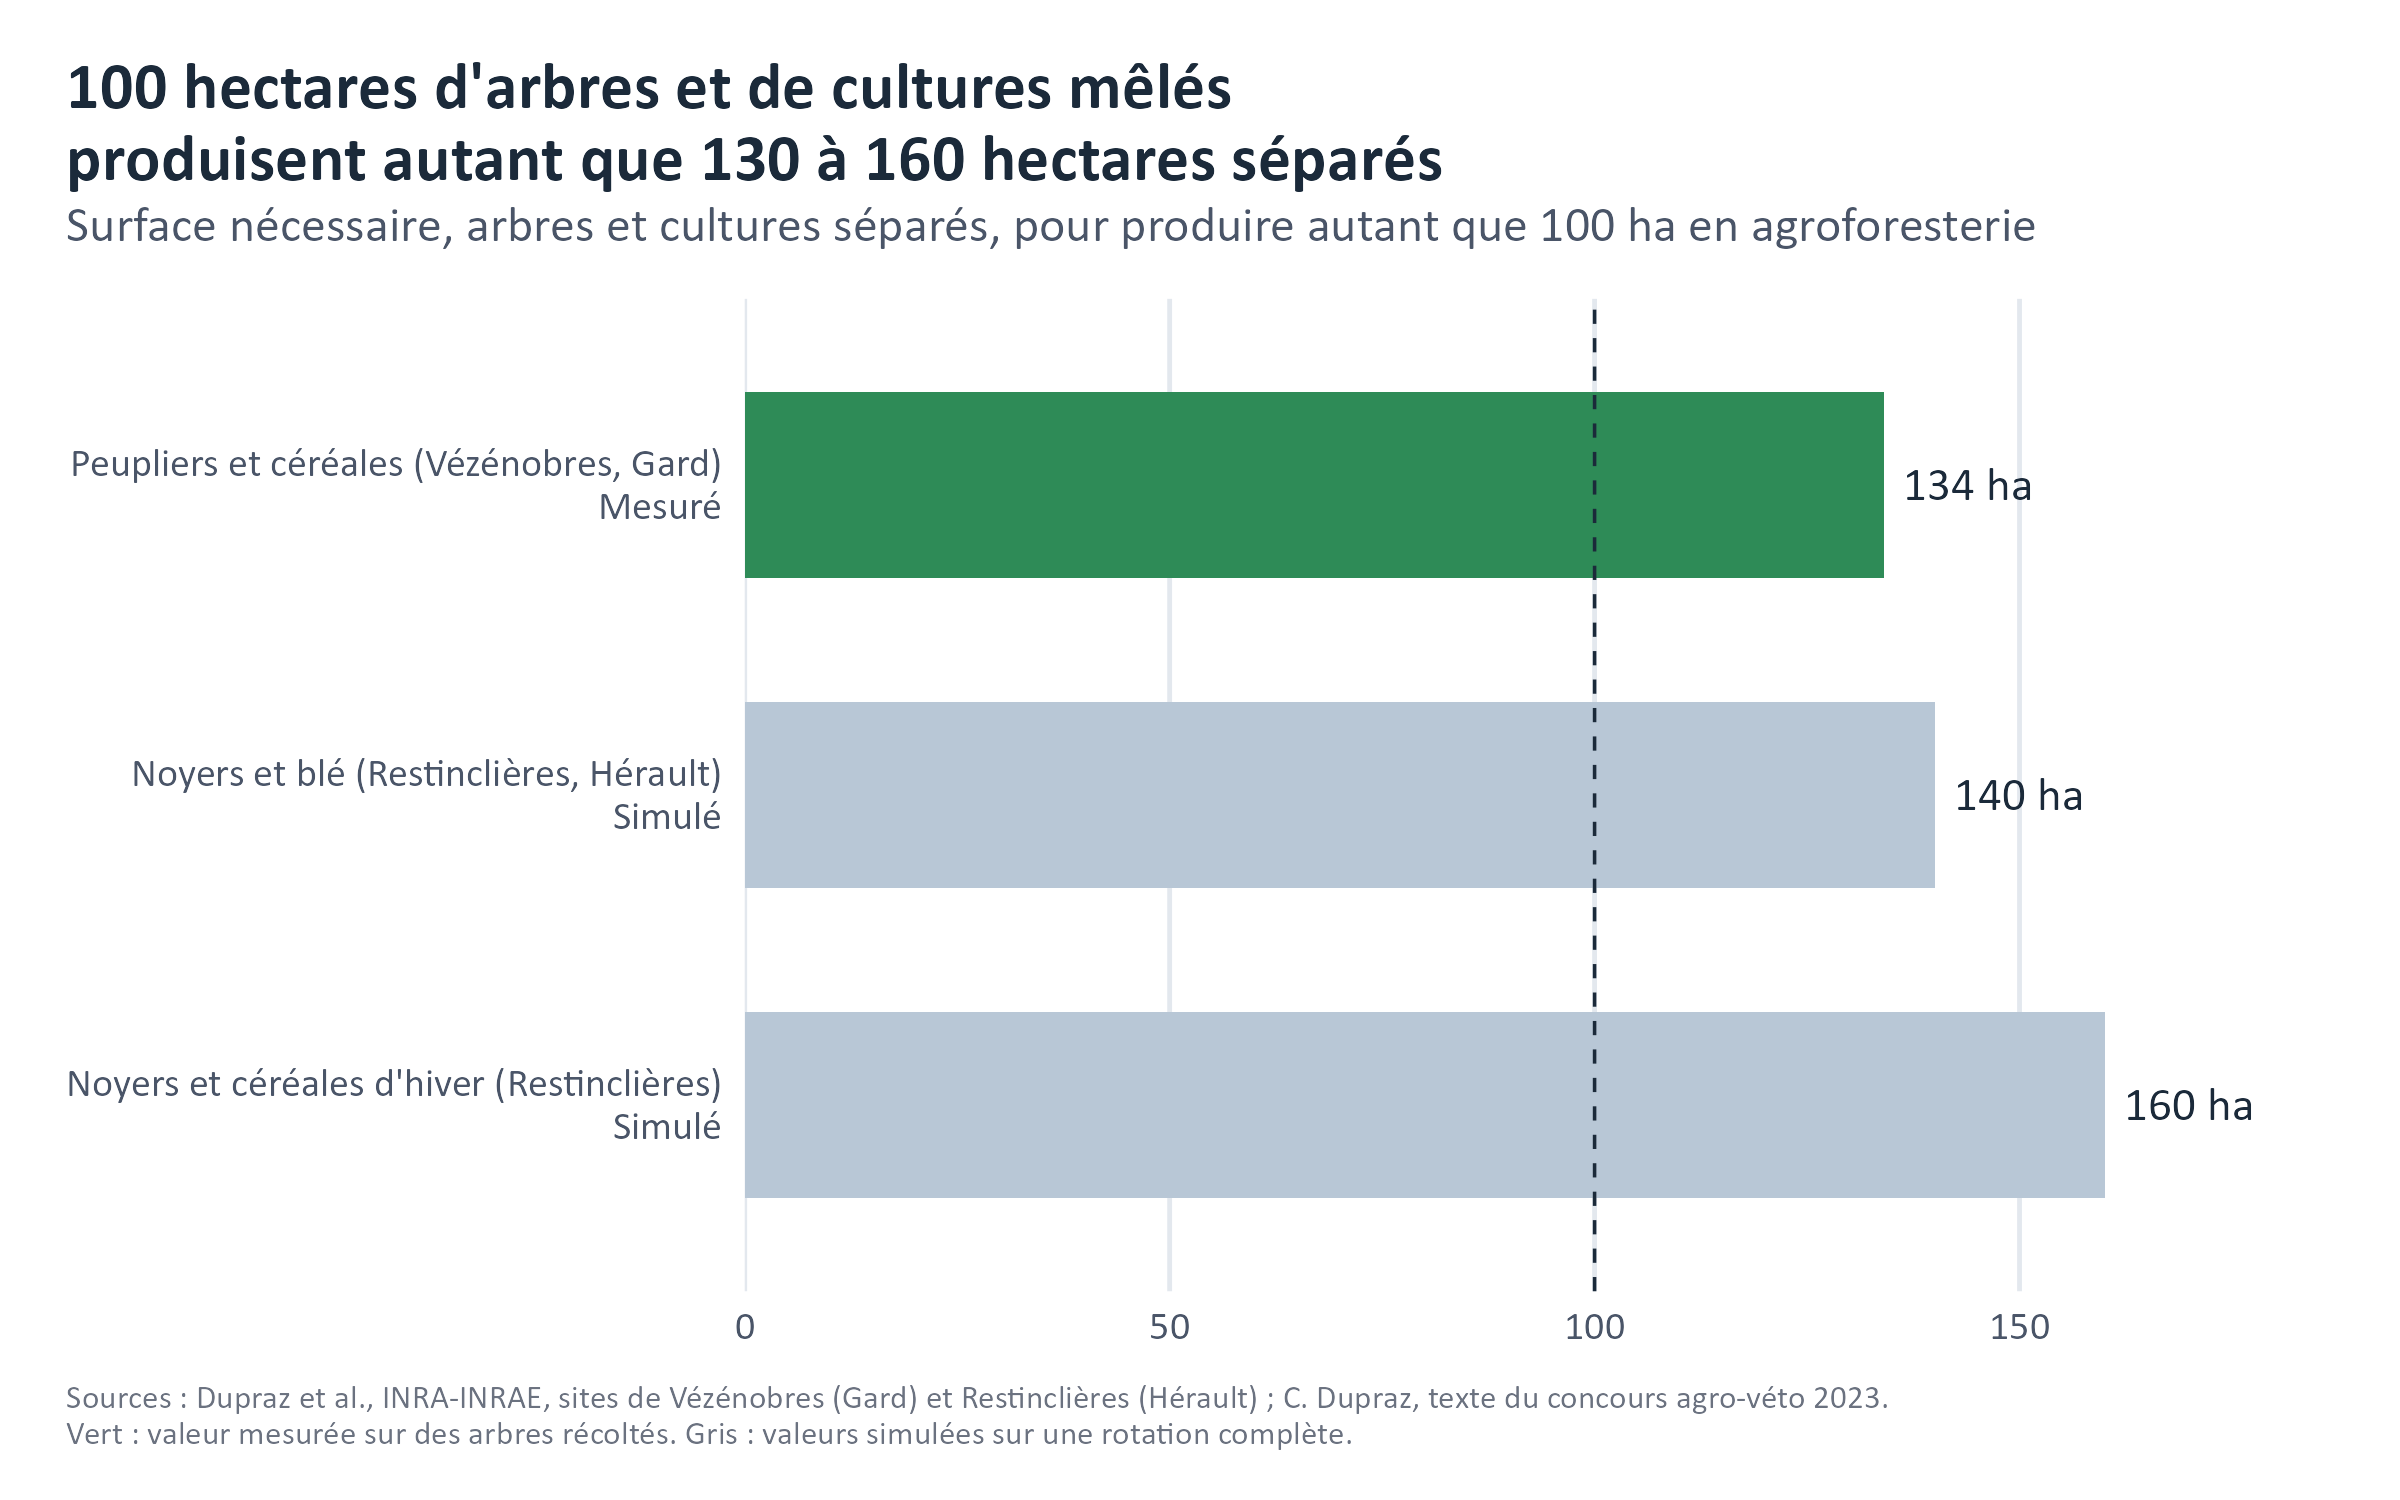 100 hectares d'arbres et de cultures mêlés
produisent autant que 130 à 160 hectares séparés
Surface nécessaire, arbres et cultures séparés, pour produire autant que 100 ha en agroforesterie
Peupliers et céréales (Vézénobres, Gard)
Mesuré
134 ha
Noyers et blé (Restinclières, Hérault)
Simulé
140 ha
Noyers et céréales d'hiver (Restinclières)
Simulé
160 ha
0 50 100 150
Sources : Dupraz et al., INRA-INRAE, sites de Vézénobres (Gard) et Restinclières (Hérault) ; C. Dupraz, texte du concours agro-véto 2023.
Vert : valeur mesurée sur des arbres récoltés. Gris : valeurs simulées sur une rotation complète.